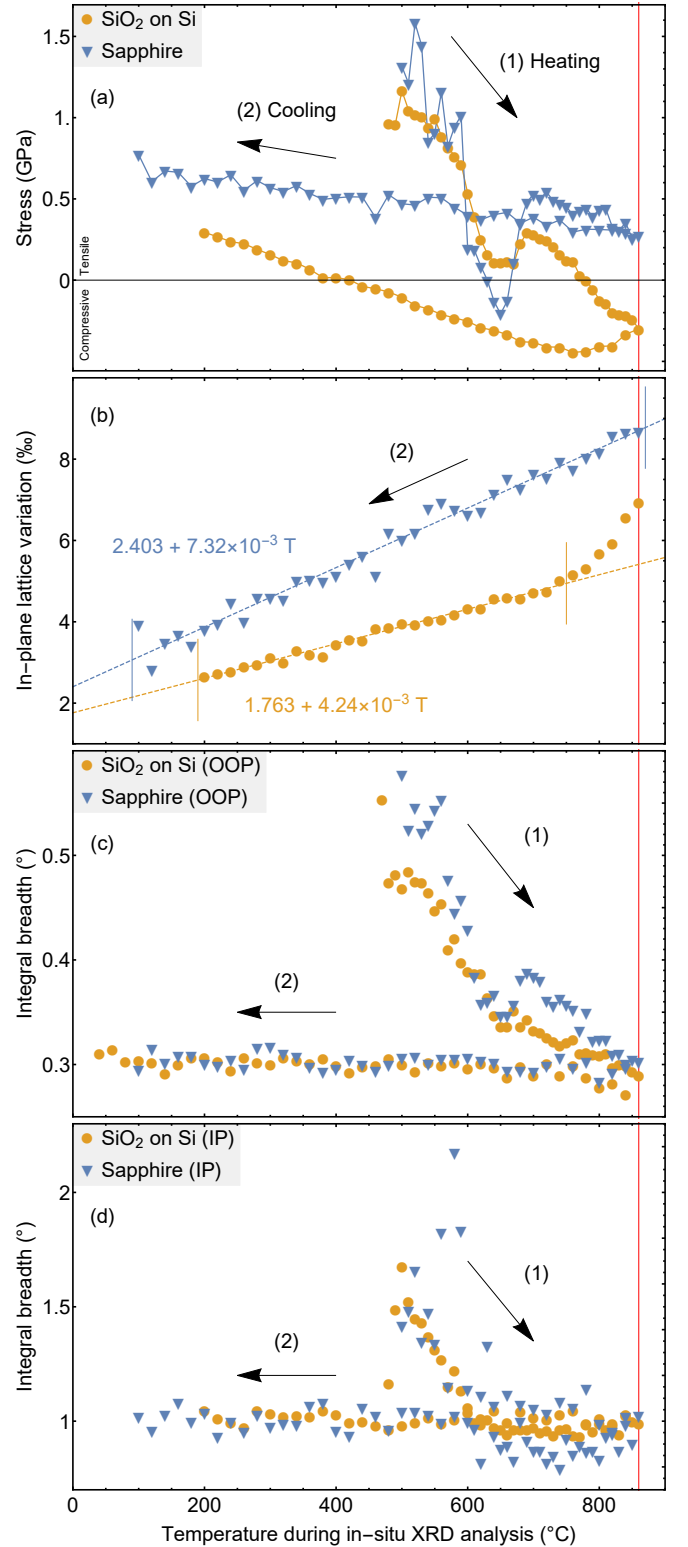 SiO₂ on Si
Sapphire
(a)
(1) Heating
(2) Cooling
Stress (GPa)
Tensile
Compressive
1.5
1.
0.5
0
(b)
(2)
In-plane lattice variation (‰)
2.403 + 7.32×10⁻³ T
1.763 + 4.24×10⁻³ T
8
6
4
2
SiO₂ on Si (OOP)
Sapphire (OOP)
(c)
(1)
(2)
Integral breadth (°)
0.5
0.4
0.3
SiO₂ on Si (IP)
Sapphire (IP)
(d)
(1)
(2)
Integral breadth (°)
2
1.5
1
0 200 400 600 800
Temperature during in−situ XRD analysis (°C)